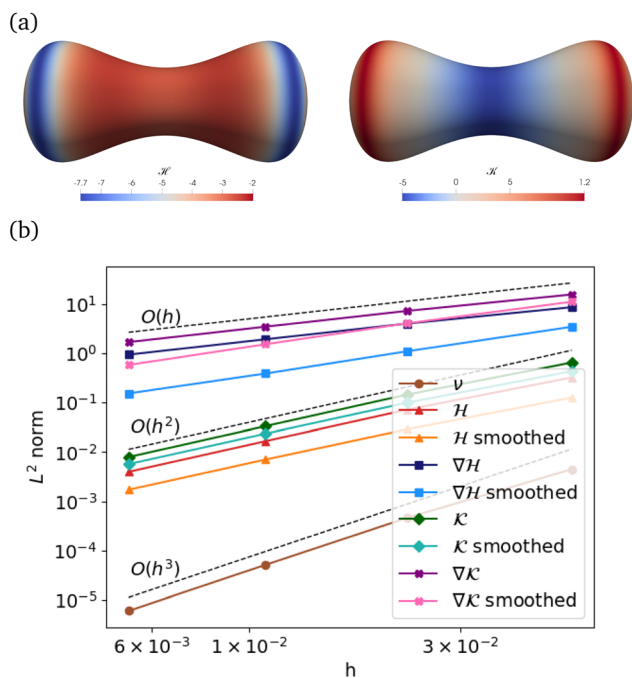 (a)
ℋ 𝒦
-7.7 -7 -6 -5 -4 -3 -2 -5 0 5 1.2
(b)
10¹
10⁰
10⁻¹
10⁻²
10⁻³
10⁻⁴
10⁻⁵
L² norm
O(h)
O(h²)
O(h³)
ν
ℋ
ℋ smoothed
∇ℋ
∇ℋ smoothed
𝒦
𝒦 smoothed
∇𝒦
∇𝒦 smoothed
6 × 10⁻³ 1 × 10⁻² 3 × 10⁻²
h